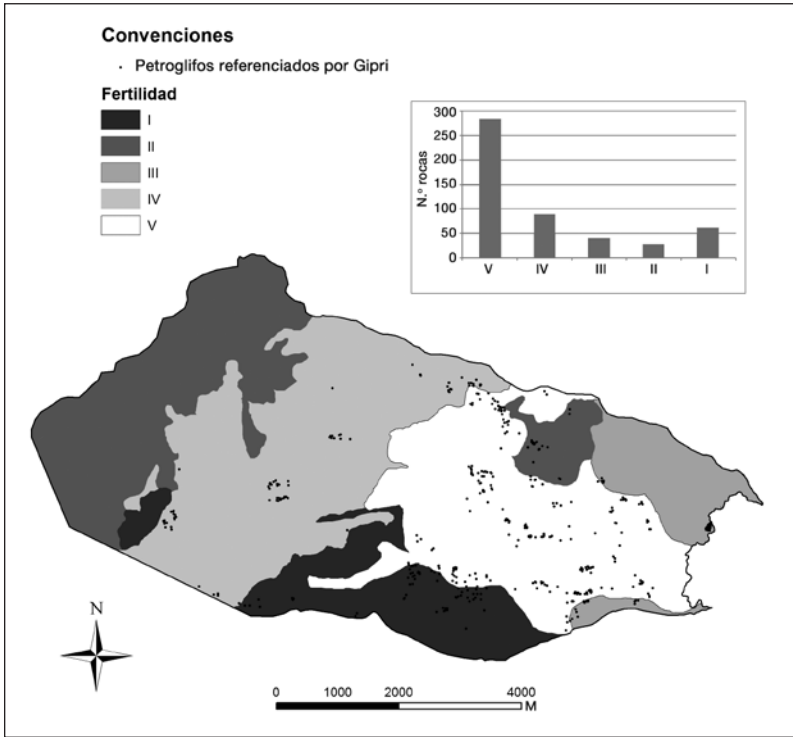 Convenciones
Petroglifos referenciados por Gipri
Fertilidad
I
II
III
IV
V
N.º rocas
300
250
200
150
100
50
0
V IV III II I
N
0 1000 2000 4000
M